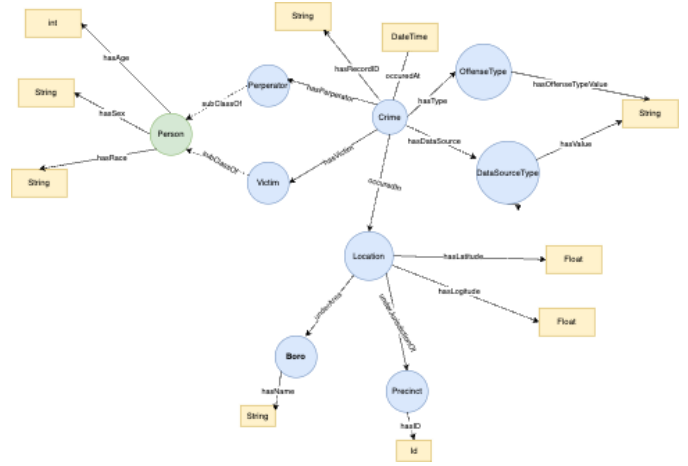 int
String
DateTime
hasAge
hasRecordID
occuredAt
OffenseType
hasOffenseTypeValue
String
Perperator
hasPerperator
hasType
String
subClassOf
Crime
hasSex
Person
hasDataSource
hasValue
hasRace
subClassOf
hasVictim
String
Victim
DataSourceType
occuredIn
Location
hasLatitude
Float
hasLogitude
Float
underArea
underJurisdictionOf
Boro
hasName
Precinct
String
hasID
Id